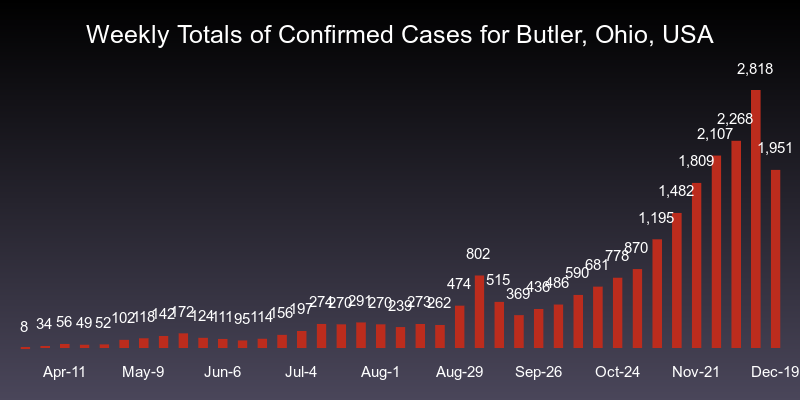 Weekly Totals of Confirmed Cases for Butler, Ohio, USA
8 34 56 49 52 102 118 142 172 124 111 95 114 156 197 274 270 291 270 239 273 262 474 802 515 369 430 486 590 681 778 870 1,195 1,482 1,809 2,107 2,268 2,818 1,951
Apr-11 May-9 Jun-6 Jul-4 Aug-1 Aug-29 Sep-26 Oct-24 Nov-21 Dec-19